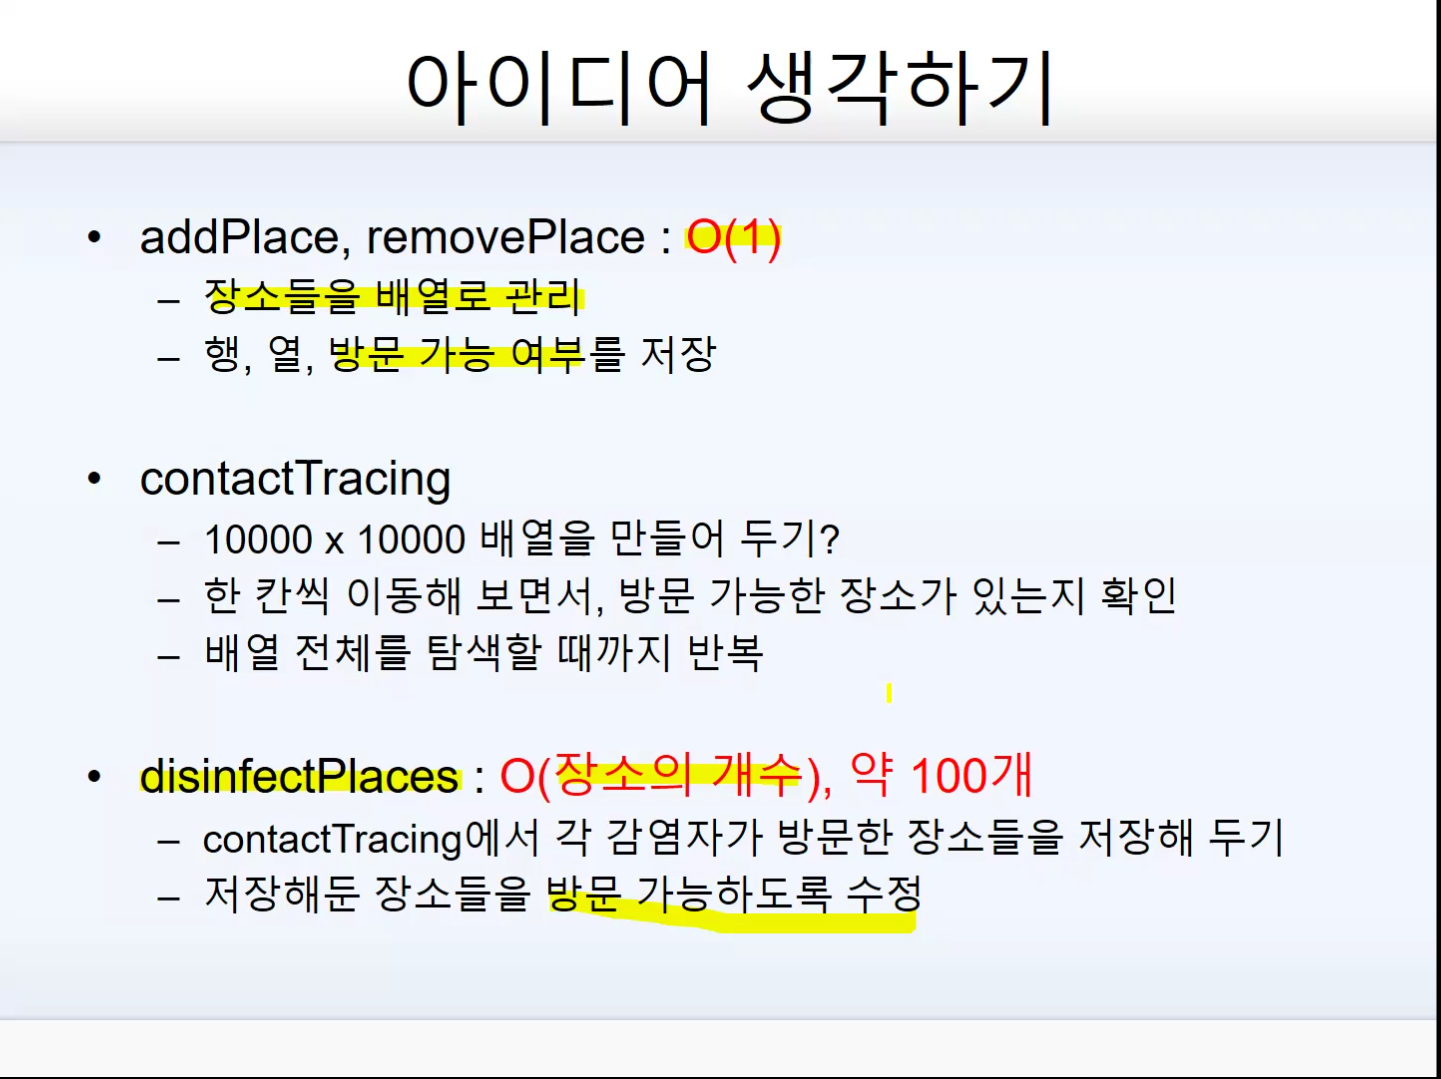 아이디어 생각하기
• addPlace, removePlace : O(1)
– 장소들을 배열로 관리
– 행, 열, 방문 가능 여부를 저장
• contactTracing
– 10000 x 10000 배열을 만들어 두기?
– 한 칸씩 이동해 보면서, 방문 가능한 장소가 있는지 확인
– 배열 전체를 탐색할 때까지 반복
• disinfectPlaces : O(장소의 개수), 약 100개
– contactTracing에서 각 감염자가 방문한 장소들을 저장해 두기
– 저장해둔 장소들을 방문 가능하도록 수정